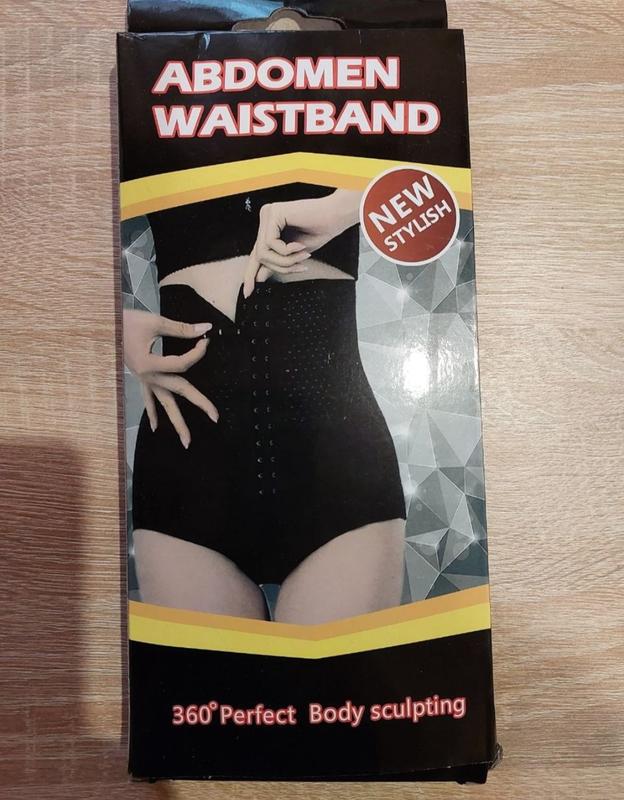 ABDOMEN
WAISTBAND
NEW
STYLISH
360° Perfect Body sculpting